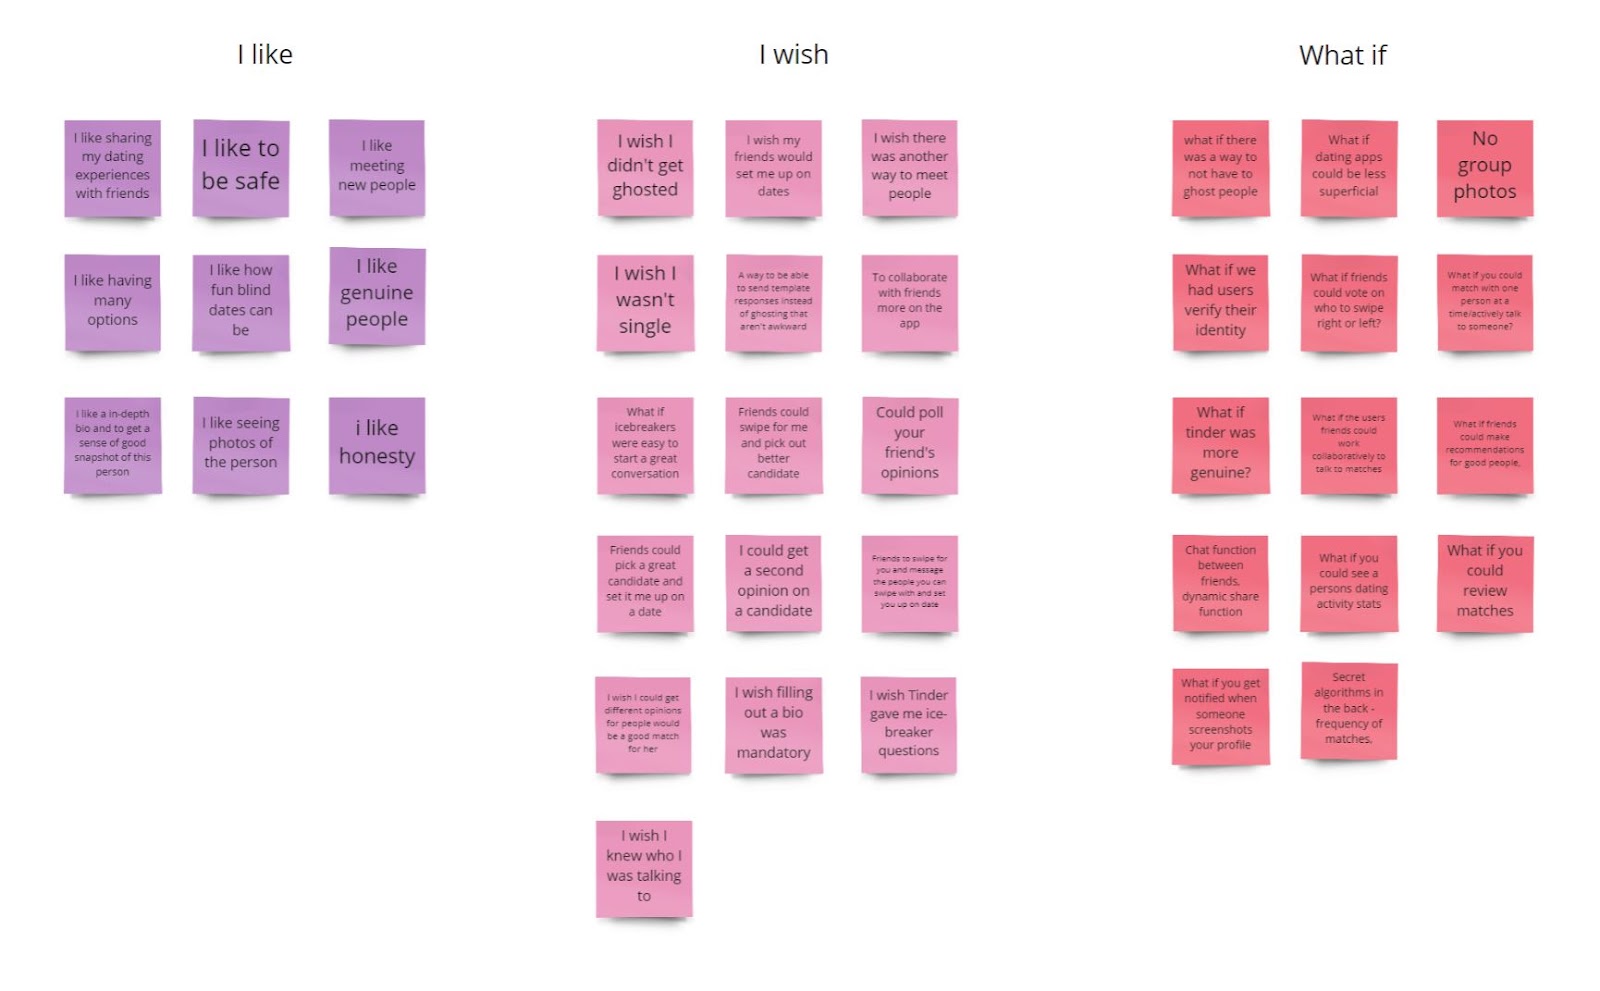 I like
I like sharing
my dating
experiences
with friends
I like to
be safe
I like
meeting
new people
I like having
many
options
I like how
fun blind
dates can
be
I like
genuine
people
I like a in-depth
bio and to get a
sense of good
snapshot of this
person
I like seeing
photos of
the person
i like
honesty
I wish
I wish I
didn't get
ghosted
I wish my
friends would
set me up on
dates
I wish there
was another
way to meet
people
I wish I
wasn't
single
A way to be able
to send template
responses instead
of ghosting that
aren't awkward
To collaborate
with friends
more on the
app
What if
icebreakers
were easy to
start a great
conversation
Friends could
swipe for me
and pick out
better
candidate
Could poll
your
friend's
opinions
Friends could
pick a great
candidate and
set it me up on
a date
I could get
a second
opinion on
a candidate
Friends to swipe for
you and message
the people you can
swipe with and set
you up on date
I wish I could get
different opinions
for people would
be a good match
for her
I wish filling
out a bio
was
mandatory
I wish Tinder
gave me ice-
breaker
questions
I wish I
knew who I
was talking
to
What if
what if there
was a way to
not have to
ghost people
What if
dating apps
could be less
superficial
No
group
photos
What if we
had users
verify their
identity
What if friends
could vote on
who to swipe
right or left?
What if you could
match with one
person at a
time/actively talk
to someone?
What if
tinder was
more
genuine?
What if the users
friends could
work
collaboratively to
talk to matches
What if friends
could make
recommendations
for good people,
Chat function
between
friends,
dynamic share
function
What if you
could see a
persons dating
activity stats
What if you
could
review
matches
What if you get
notified when
someone
screenshots
your profile
Secret
algorithms in
the back -
frequency of
matches,